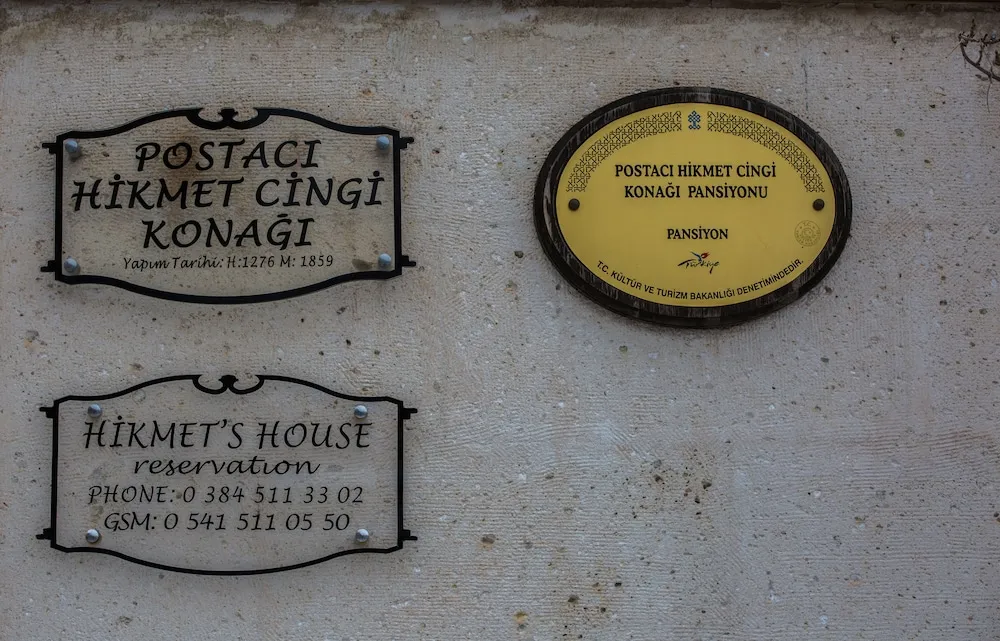 POSTACI
HİKMET CİNGİ
KONAĞI
Yapım Tarihi: H:1276 M: 1859
POSTACI HİKMET CİNGİ
KONAĞI PANSİYONU
PANSİYON
Türkiye
T.C. KÜLTÜR VE TURİZM BAKANLIĞI DENETİMİNDEDİR.
HİKMET'S HOUSE
reservatıon
PHONE: 0 384 511 33 02
GSM: 0 541 511 05 50